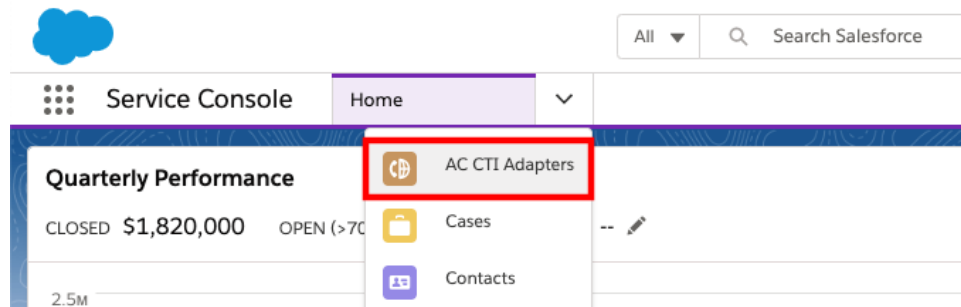 All
Search Salesforce
Service Console
Home
AC CTI Adapters
Quarterly Performance
CLOSED $1,820,000 OPEN (>70 --
Cases
Contacts
2.5M